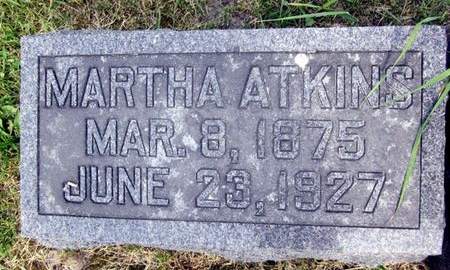 MARTHA ATKINS
MAR. 8, 1875
JUNE 23, 1927